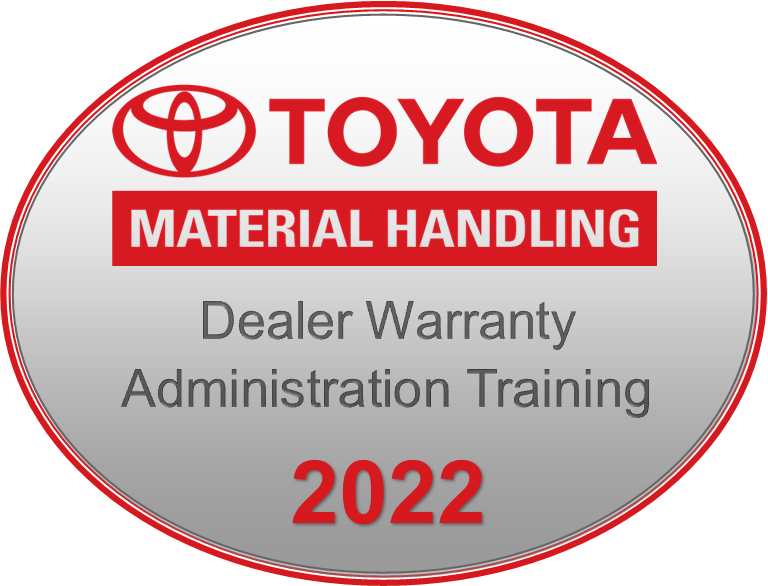 TOYOTA
MATERIAL HANDLING
Dealer Warranty
Administration Training
2022